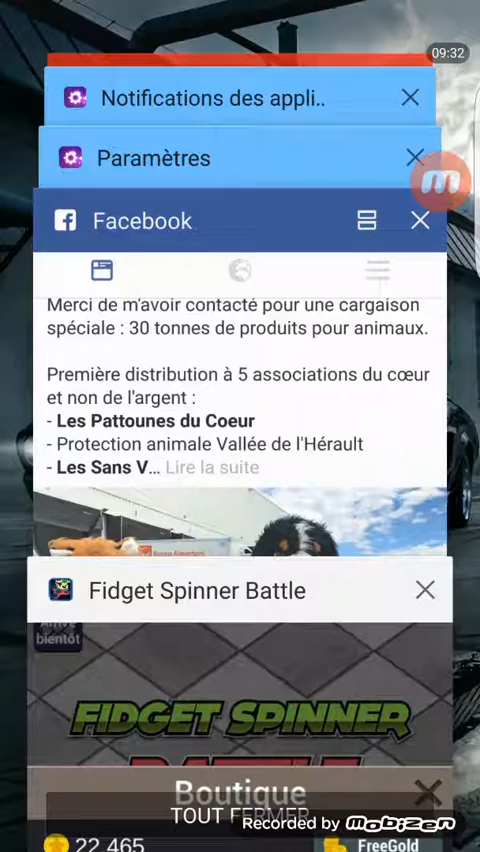 09:32
Notifications des appli..
Paramètres
Facebook
Merci de m'avoir contacté pour une cargaison
spéciale : 30 tonnes de produits pour animaux.
Première distribution à 5 associations du cœur
et non de l'argent :
- Les Pattounes du Coeur
- Protection animale Vallée de l'Hérault
- Les Sans V... Lire la suite
Fidget Spinner Battle
bientôt
FIDGET SPINNER
BATTLE
Boutique
TOUT FERMER
Recorded by mobizen
22 465
FreeGold